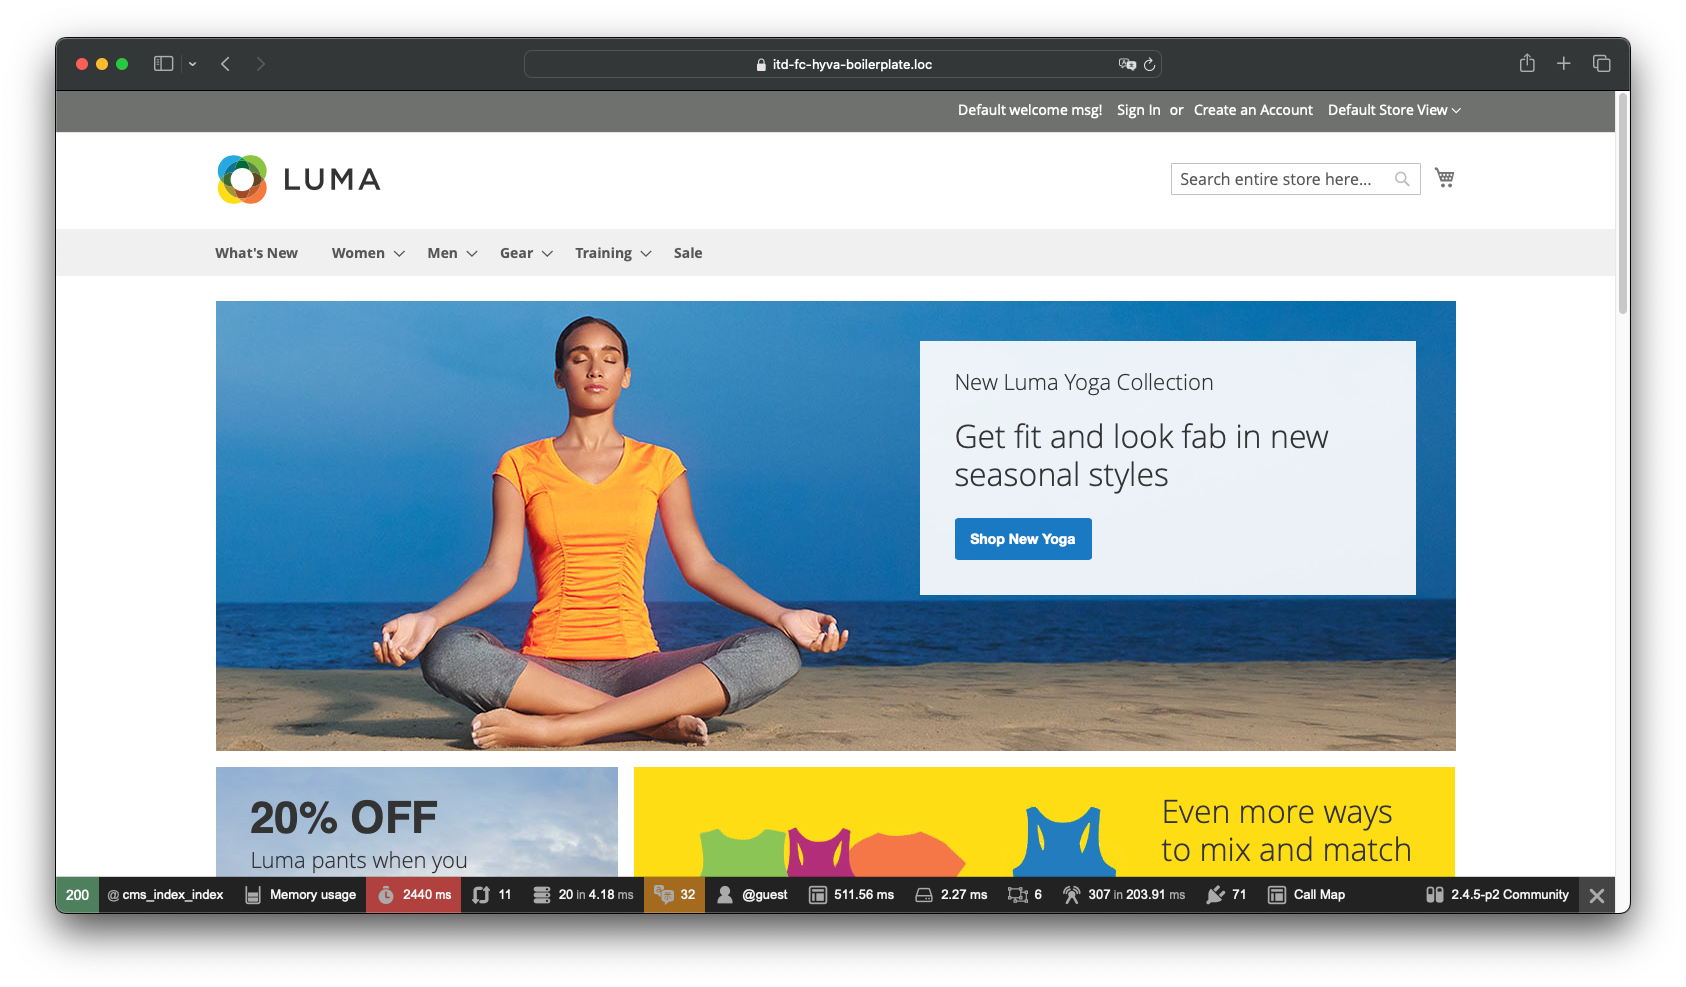 itd-fc-hyva-boilerplate.loc
Default welcome msg! Sign In or Create an Account Default Store View
LUMA
Search entire store here...
What's New Women Men Gear Training Sale
New Luma Yoga Collection
Get fit and look fab in new
seasonal styles
Shop New Yoga
20% OFF
Luma pants when you
Even more ways
to mix and match
200 @ cms_index_index Memory usage 2440 ms 11 20 in 4.18 ms 32 @guest 511.56 ms 2.27 ms 6 307 in 203.91 ms 71 Call Map 2.4.5-p2 Community